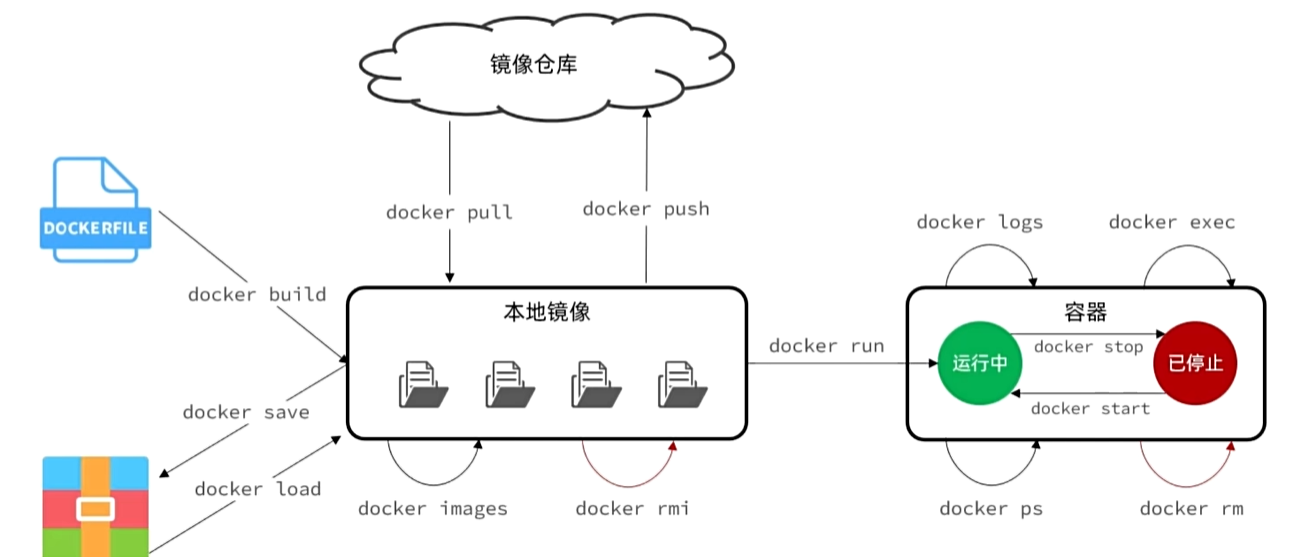 镜像仓库
docker pull
docker push
DOCKERFILE
docker build
docker save
docker load
本地镜像
docker images
docker rmi
docker run
docker logs
docker exec
容器
运行中
docker stop
已停止
docker start
docker ps
docker rm